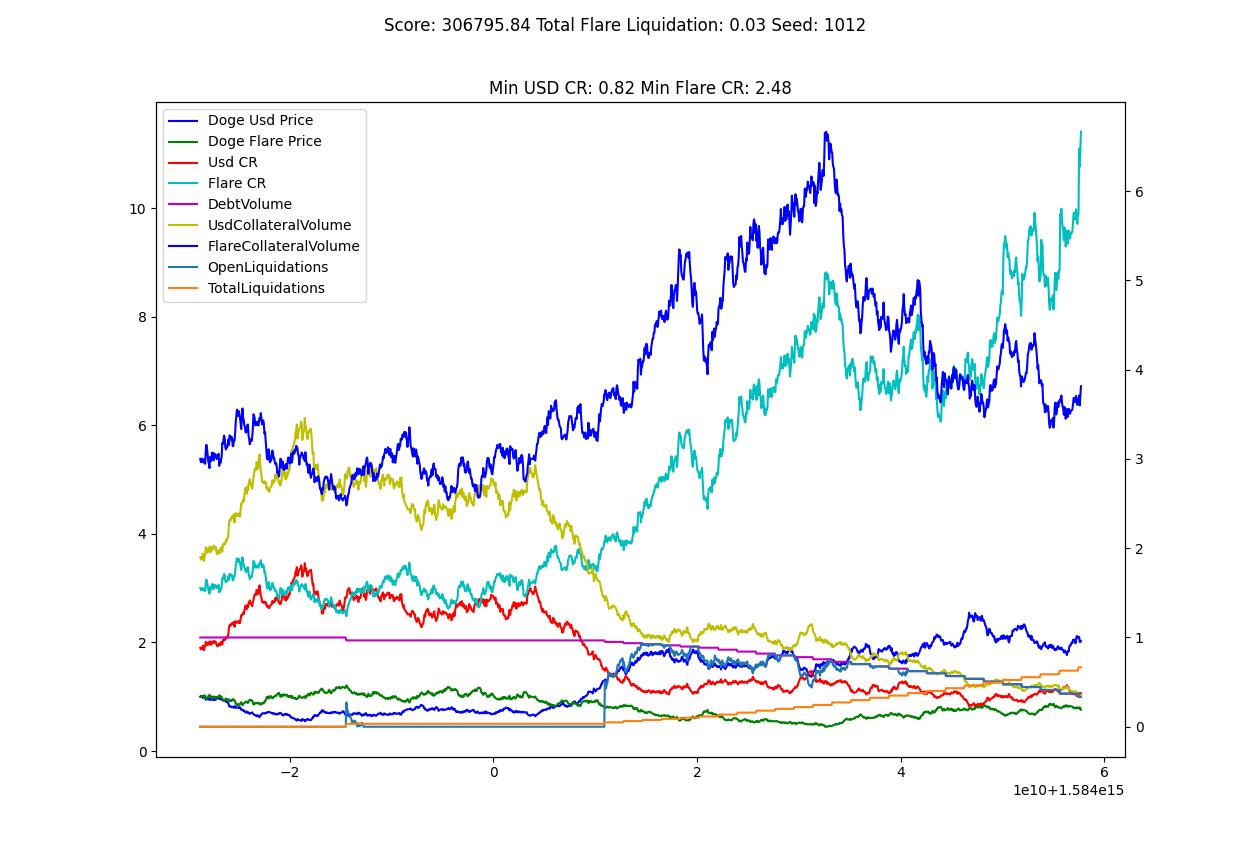 Score: 306795.84 Total Flare Liquidation: 0.03 Seed: 1012
Min USD CR: 0.82 Min Flare CR: 2.48
Doge Usd Price
Doge Flare Price
Usd CR
Flare CR
DebtVolume
UsdCollateralVolume
FlareCollateralVolume
OpenLiquidations
TotalLiquidations
10
8
6
4
2
0
6
5
4
3
2
1
0
−2
0
2
4
6
1e10+1.584e15